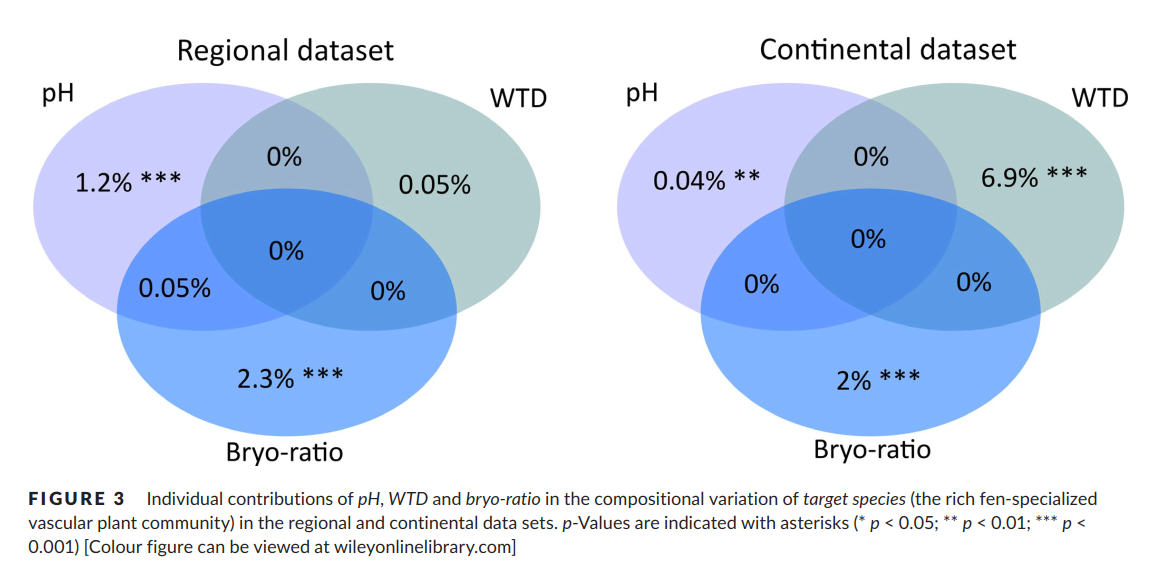 Regional dataset
pH
WTD
0%
1.2% ***
0.05%
0%
0.05%
0%
2.3% ***
Bryo-ratio
Continental dataset
pH
WTD
0%
0.04% **
6.9% ***
0%
0%
0%
2% ***
Bryo-ratio
FIGURE 3 Individual contributions of pH, WTD and bryo-ratio in the compositional variation of target species (the rich fen-specialized
vascular plant community) in the regional and continental data sets. p-Values are indicated with asterisks (* p < 0.05; ** p < 0.01; *** p <
0.001) [Colour figure can be viewed at wileyonlinelibrary.com]